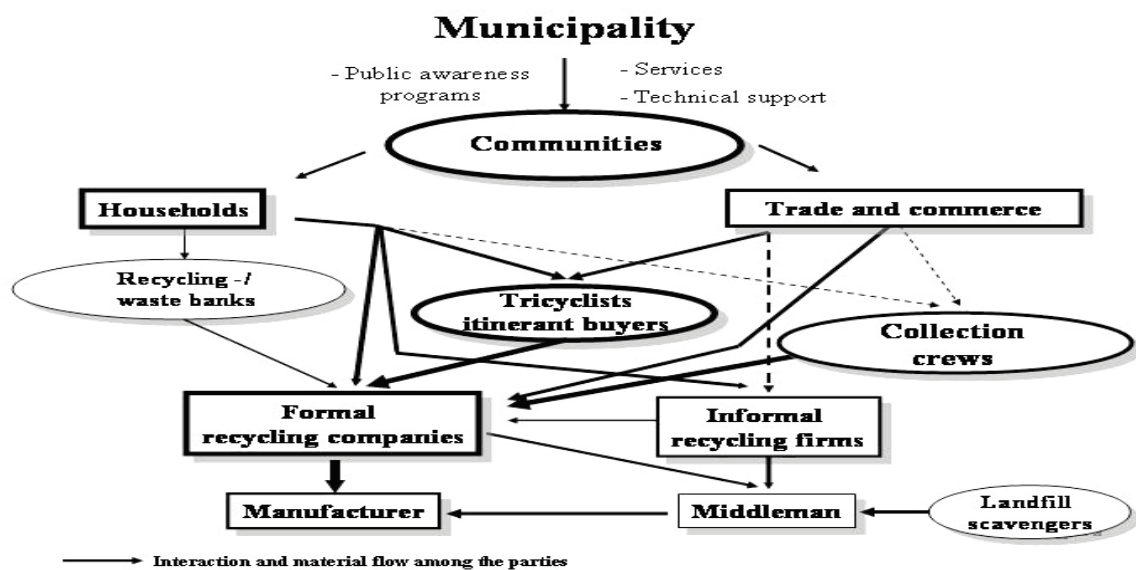 Municipality
- Public awareness
programs
- Services
- Technical support
Communities
Households
Trade and commerce
Recycling -/
waste banks
Tricyclists
itinerant buyers
Collection
crews
Formal
recycling companies
Informal
recycling firms
Manufacturer
Middleman
Landfill
scavengers
Interaction and material flow among the parties